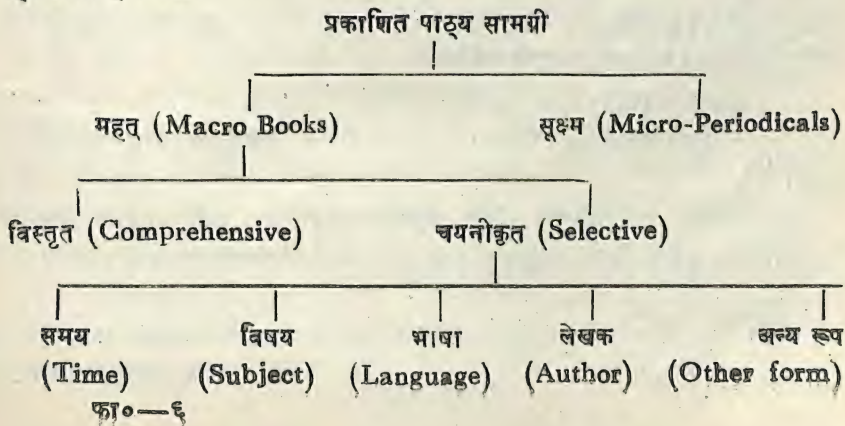 प्रकाशित पाठ्य सामग्री
महत् (Macro Books) सूक्ष्म (Micro-Periodicals)
विस्तृत (Comprehensive) चयनीकृत (Selective)
समय विषय भाषा लेखक अन्य रूप
(Time) (Subject) (Language) (Author) (Other form)
फा०—६